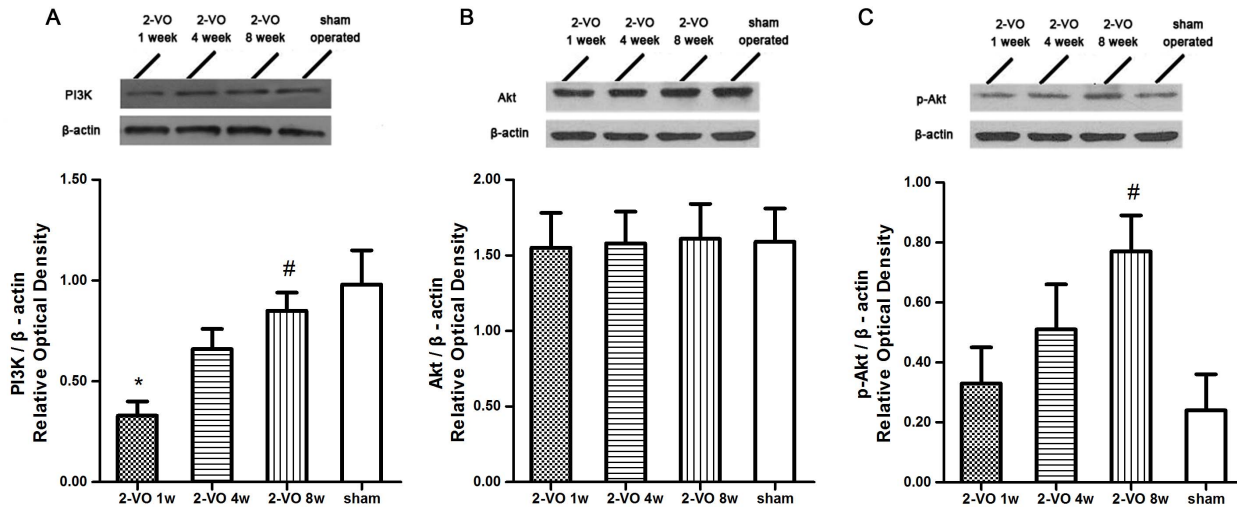 A
2-VO 2-VO 2-VO sham
1 week 4 week 8 week operated
PI3K
β-actin
PI3K / β - actin
Relative Optical Density
1.50
1.00
0.50
0.00
*
#
2-VO 1w 2-VO 4w 2-VO 8w sham
B
2-VO 2-VO 2-VO sham
1 week 4 week 8 week operated
Akt
β-actin
Akt / β - actin
Relative Optical Density
2.00
1.50
1.00
0.50
0.00
2-VO 1w 2-VO 4w 2-VO 8w sham
C
2-VO 2-VO 2-VO sham
1 week 4 week 8 week operated
p-Akt
β-actin
p-Akt / β - actin
Relative Optical Density
1.00
0.80
0.60
0.40
0.20
0.00
#
2-VO 1w 2-VO 4w 2-VO 8w sham